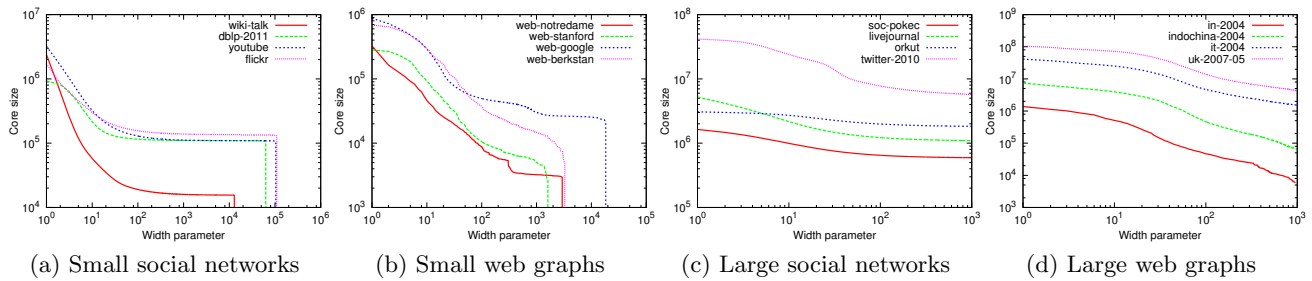 10^7
10^6
10^5
10^4
10^0
10^1
10^2
10^3
10^4
10^5
10^6
Core size
Width parameter
wiki-talk
dblp-2011
youtube
flickr
(a) Small social networks
10^6
10^5
10^4
10^3
10^0
10^1
10^2
10^3
10^4
10^5
Core size
Width parameter
web-notredame
web-stanford
web-google
web-berkstan
(b) Small web graphs
10^8
10^7
10^6
10^5
10^0
10^1
10^2
10^3
Core size
Width parameter
soc-pokec
livejournal
orkut
twitter-2010
(c) Large social networks
10^9
10^8
10^7
10^6
10^5
10^4
10^3
10^0
10^1
10^2
10^3
Core size
Width parameter
in-2004
indochina-2004
it-2004
uk-2007-05
(d) Large web graphs